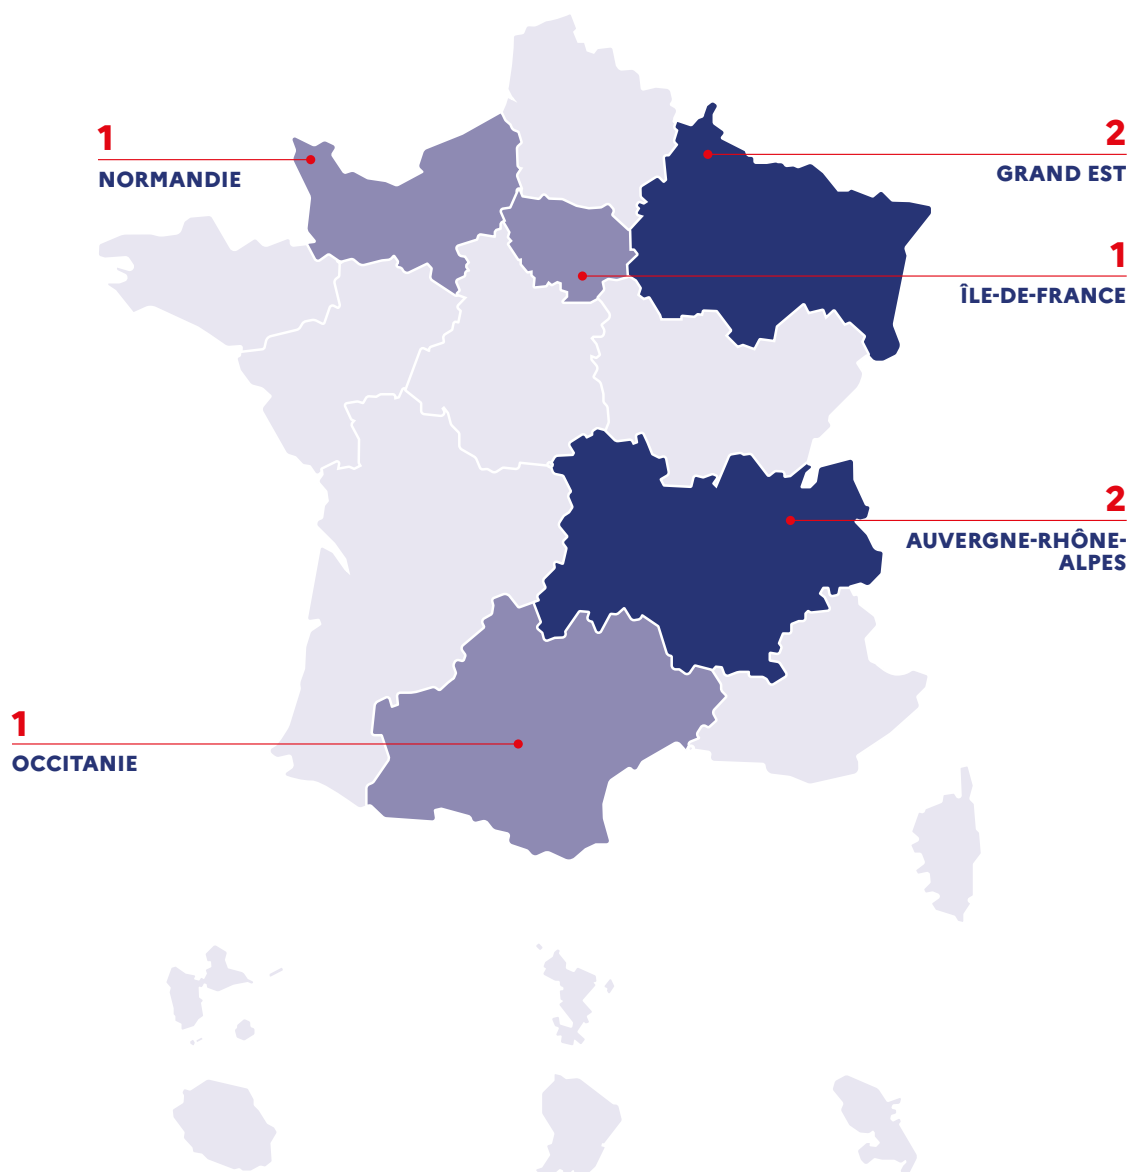 1
NORMANDIE
2
GRAND EST
1
ÎLE-DE-FRANCE
2
AUVERGNE-RHÔNE-
ALPES
1
OCCITANIE